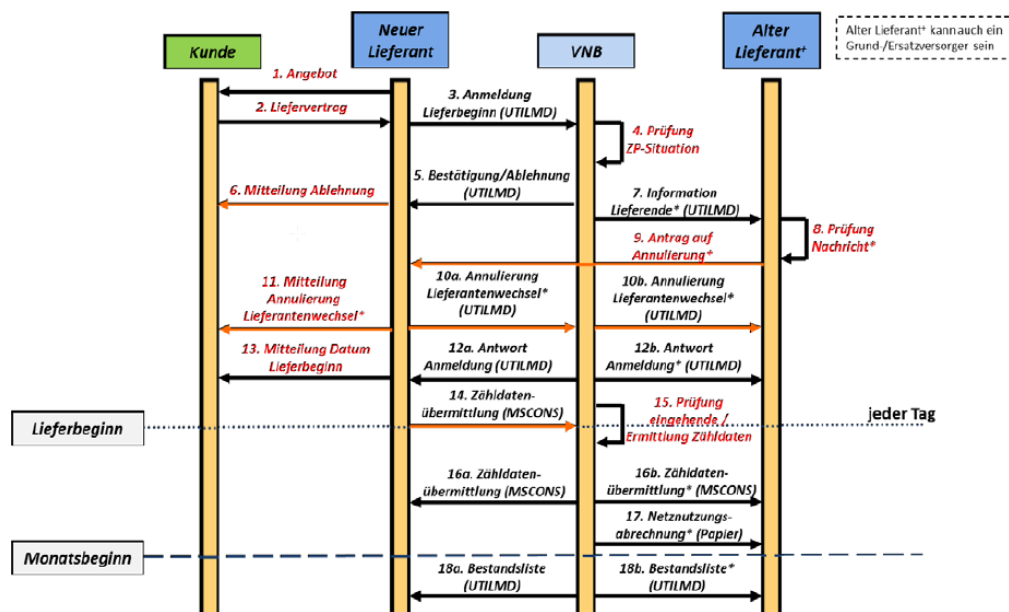 Kunde
Neuer
Lieferant
VNB
Alter
Lieferant⁺
Alter Lieferant⁺ kann auch ein
Grund-/Ersatzversorger sein
1. Angebot
2. Liefervertrag
3. Anmeldung
Lieferbeginn (UTILMD)
4. Prüfung
ZP-Situation
5. Bestätigung/Ablehnung
(UTILMD)
6. Mitteilung Ablehnung
7. Information
Lieferende* (UTILMD)
8. Prüfung
Nachricht*
9. Antrag auf
Annulierung*
10a. Annulierung
Lieferantenwechsel*
(UTILMD)
10b. Annulierung
Lieferantenwechsel*
(UTILMD)
11. Mitteilung
Annulierung
Lieferantenwechsel*
12a. Antwort
Anmeldung (UTILMD)
12b. Antwort
Anmeldung* (UTILMD)
13. Mitteilung Datum
Lieferbeginn
14. Zähldaten-
übermittlung (MSCONS)
15. Prüfung
eingehende /
Ermittlung Zähldaten
jeder Tag
Lieferbeginn
16a. Zähldaten-
übermittlung (MSCONS)
16b. Zähldaten-
übermittlung* (MSCONS)
17. Netznutzungs-
abrechnung* (Papier)
Monatsbeginn
18a. Bestandsliste
(UTILMD)
18b. Bestandsliste*
(UTILMD)